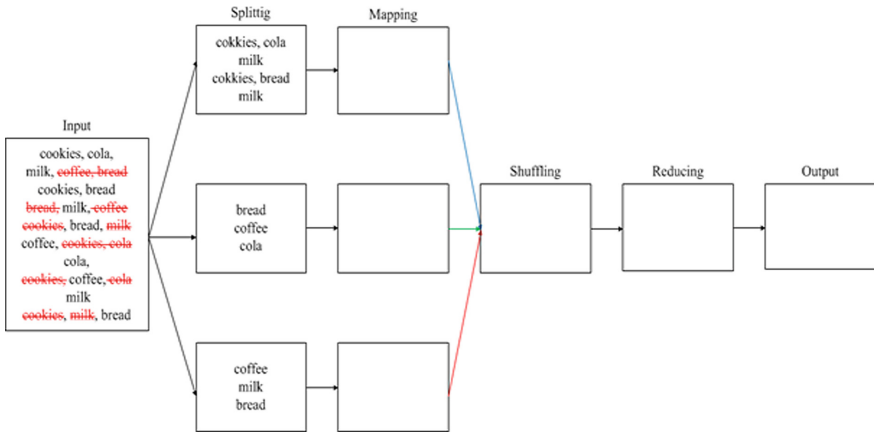 Splittig
Mapping
cokkies, cola
milk
cokkies, bread
milk
Input
cookies, cola,
milk, coffee, bread
cookies, bread
bread, milk, coffee
cookies, bread, milk
coffee, cookies, cola
cola,
cookies, coffee, cola
milk
cookies, milk, bread
bread
coffee
cola
Shuffling
Reducing
Output
coffee
milk
bread